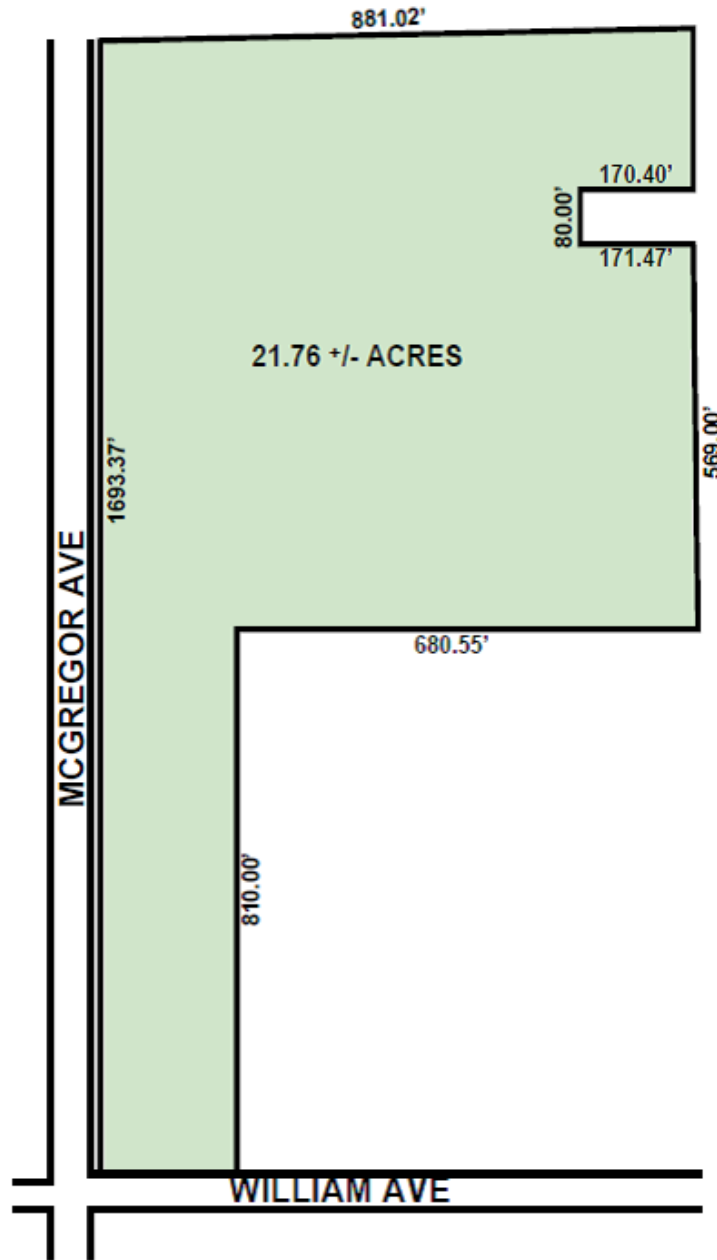 881.02’
170.40’
80.00’
171.47’
21.76 +/- ACRES
569.00’
1693.37’
MCGREGOR AVE
680.55’
810.00’
WILLIAM AVE